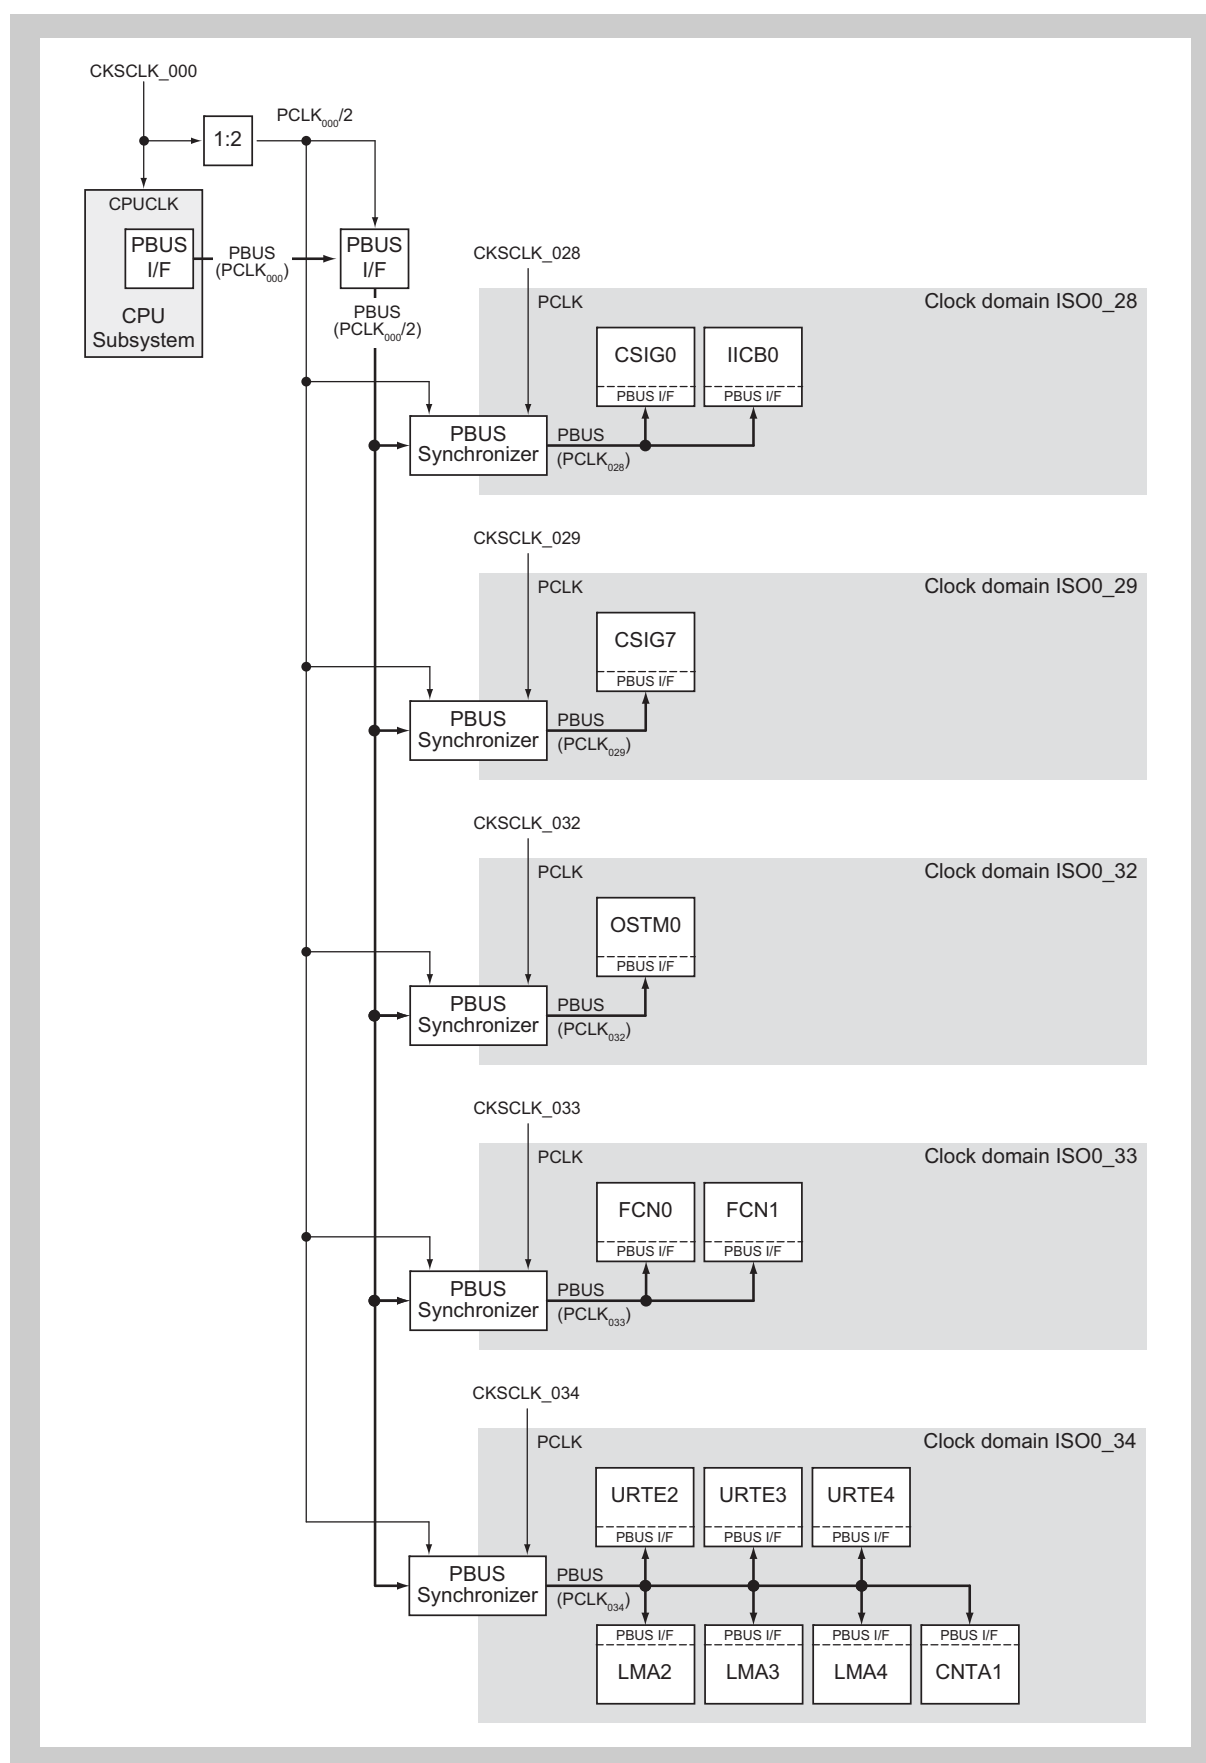 CKSCLK_000
PCLK000/2
1:2
CPUCLK
PBUS
I/F
CPU
Subsystem
PBUS
(PCLK000)
PBUS
I/F
PBUS
(PCLK000/2)
CKSCLK_028
PCLK
Clock domain ISO0_28
CSIG0
PBUS I/F
IICB0
PBUS I/F
PBUS
Synchronizer
PBUS
(PCLK028)
CKSCLK_029
PCLK
Clock domain ISO0_29
CSIG7
PBUS I/F
PBUS
Synchronizer
PBUS
(PCLK029)
CKSCLK_032
PCLK
Clock domain ISO0_32
OSTM0
PBUS I/F
PBUS
Synchronizer
PBUS
(PCLK032)
CKSCLK_033
PCLK
Clock domain ISO0_33
FCN0
PBUS I/F
FCN1
PBUS I/F
PBUS
Synchronizer
PBUS
(PCLK033)
CKSCLK_034
PCLK
Clock domain ISO0_34
URTE2
PBUS I/F
URTE3
PBUS I/F
URTE4
PBUS I/F
PBUS
Synchronizer
PBUS
(PCLK034)
PBUS I/F
LMA2
PBUS I/F
LMA3
PBUS I/F
LMA4
PBUS I/F
CNTA1